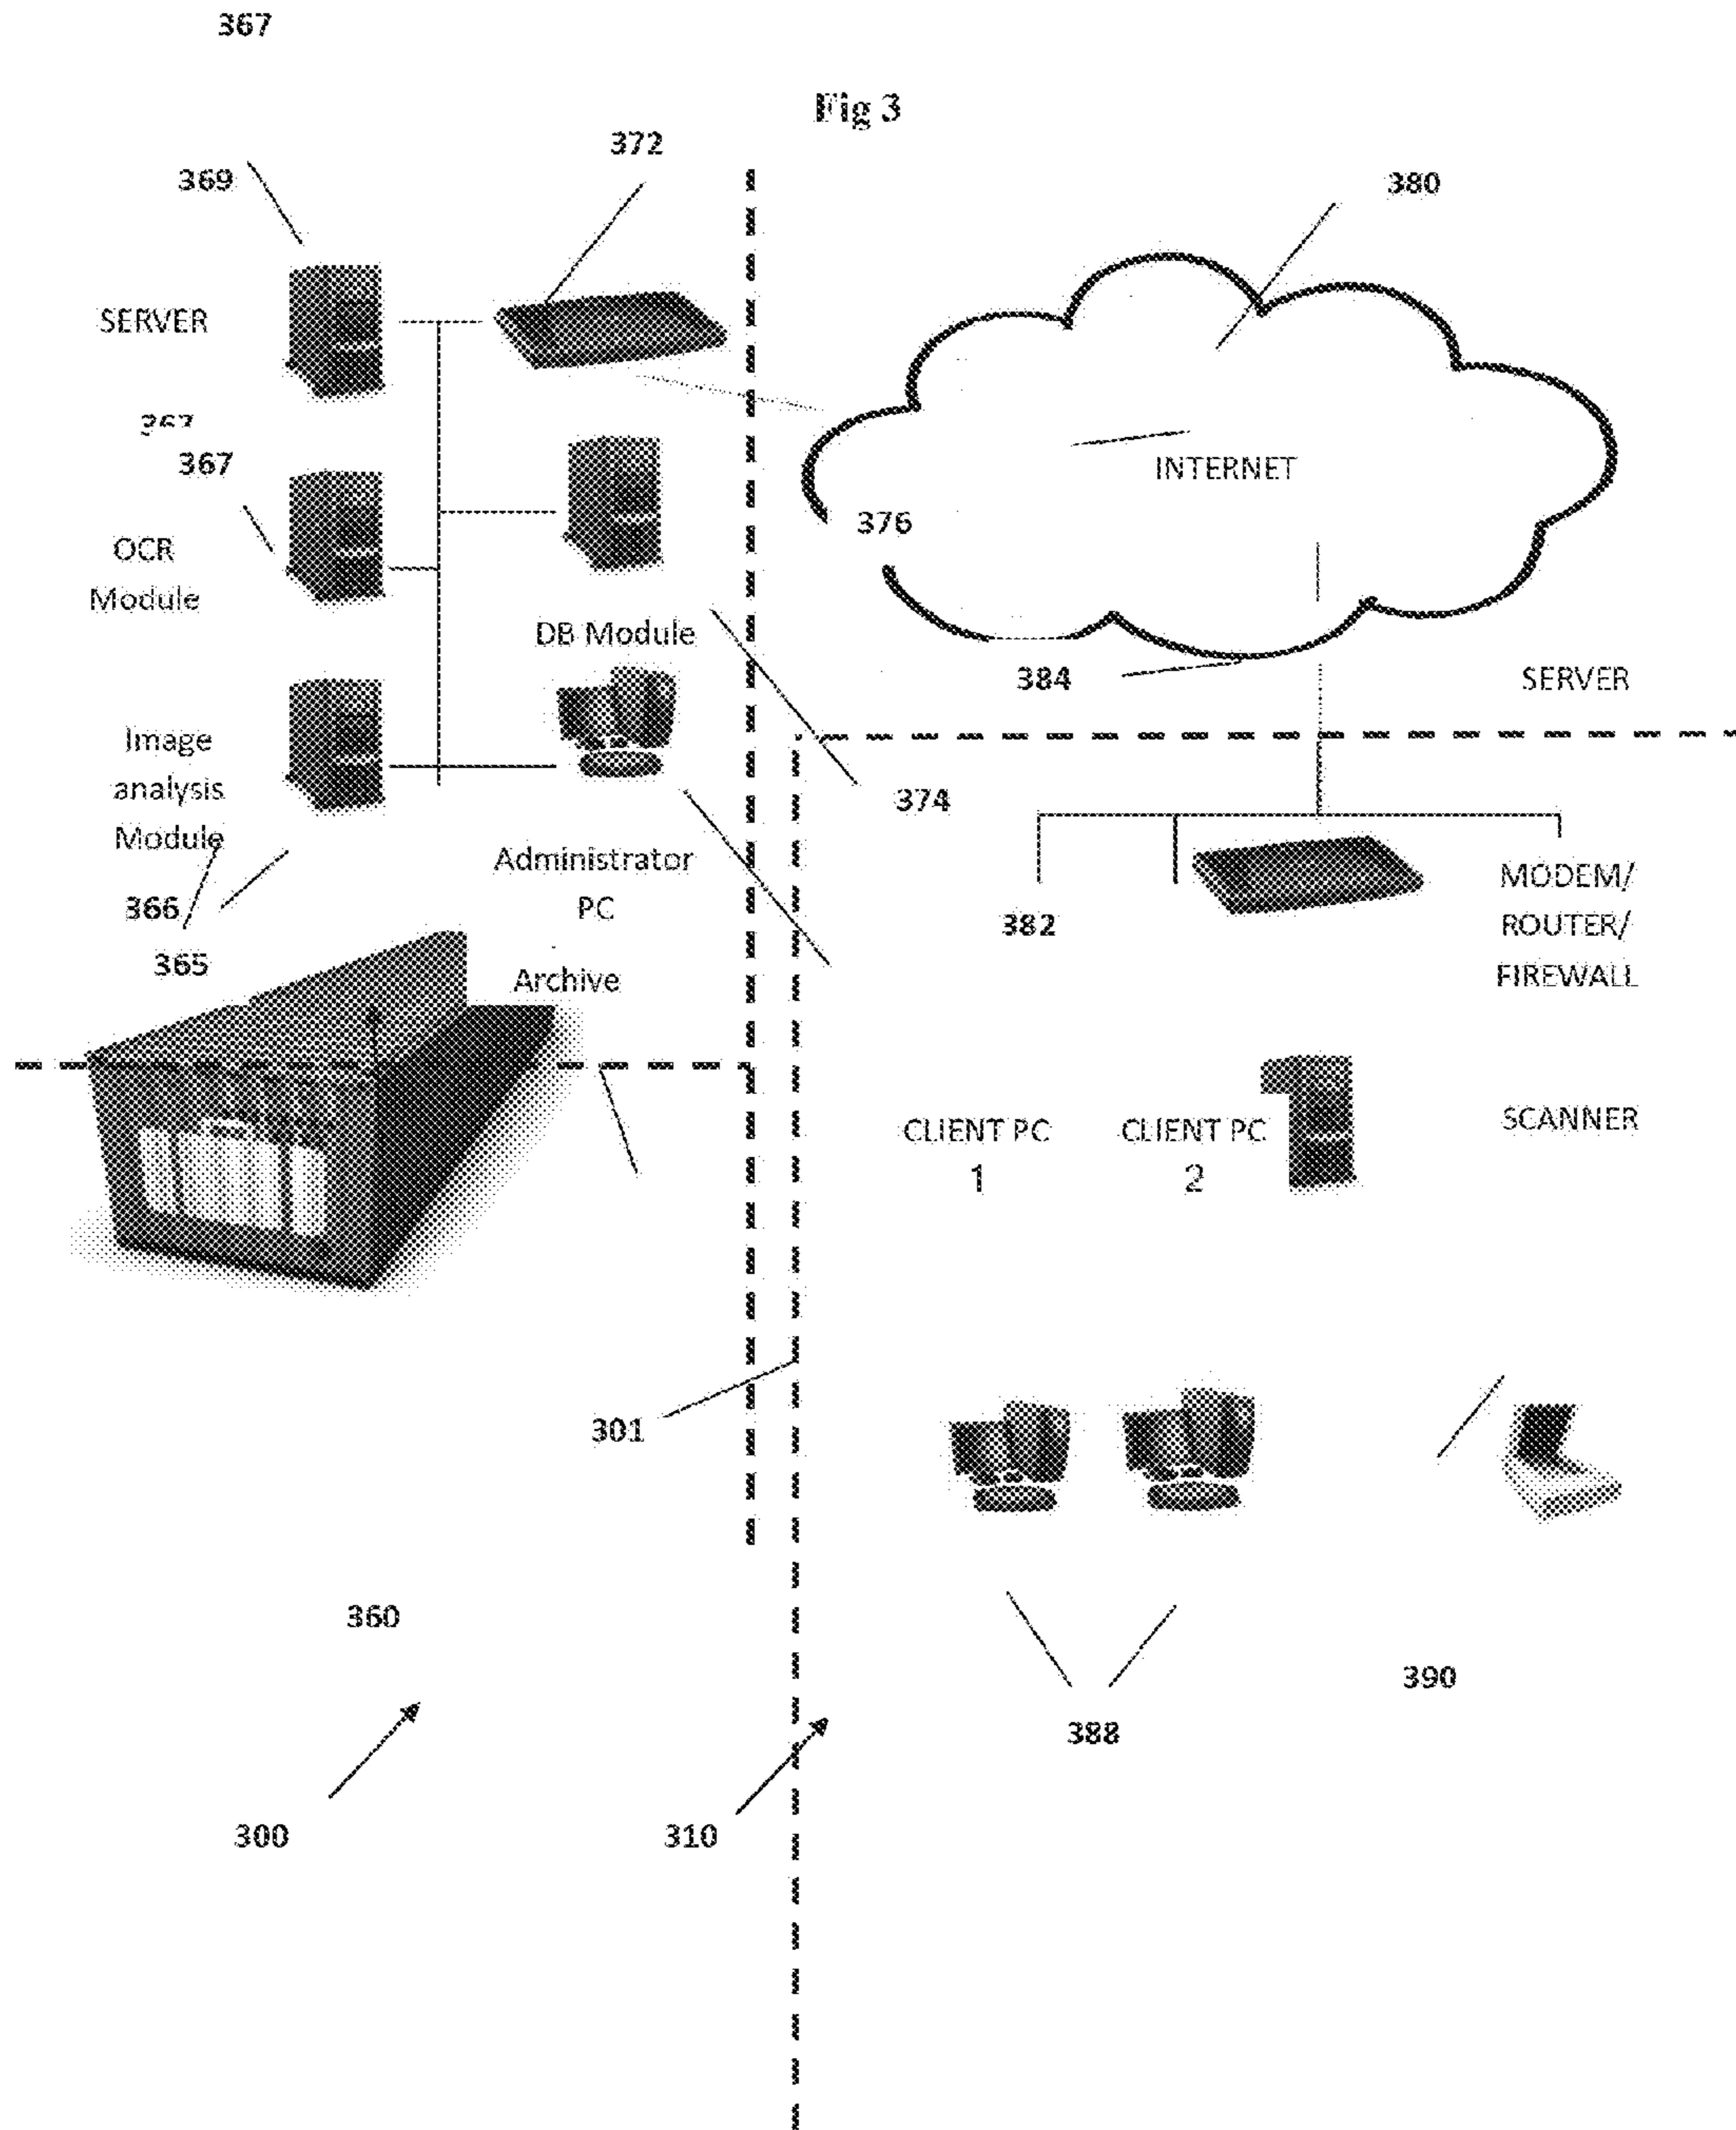 367
Fig 3
372
369
380
SERVER
367
INTERNET
376
OCR
Module
DB Module
384
SERVER
Image
analysis
Module
374
Administrator
PC
366
382
MODEM/
ROUTER/
FIREWALL
365
Archive
CLIENT PC
1
CLIENT PC
2
SCANNER
301
360
390
388
300
310